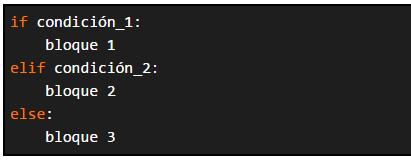 if condición_1:
    bloque 1
elif condición_2:
    bloque 2
else:
    bloque 3